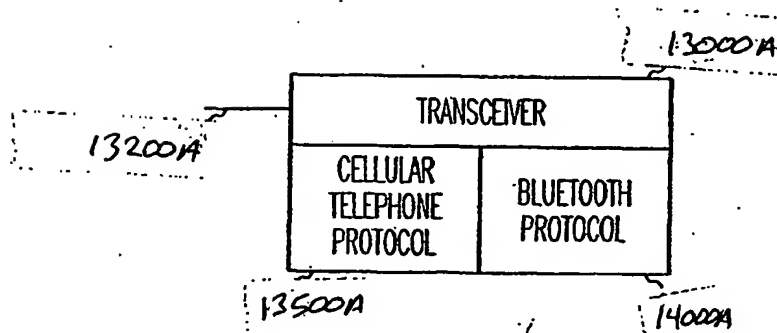 13000A
TRANSCEIVER
13200A
CELLULAR
TELEPHONE
PROTOCOL
BLUETOOTH
PROTOCOL
13500A
14000A